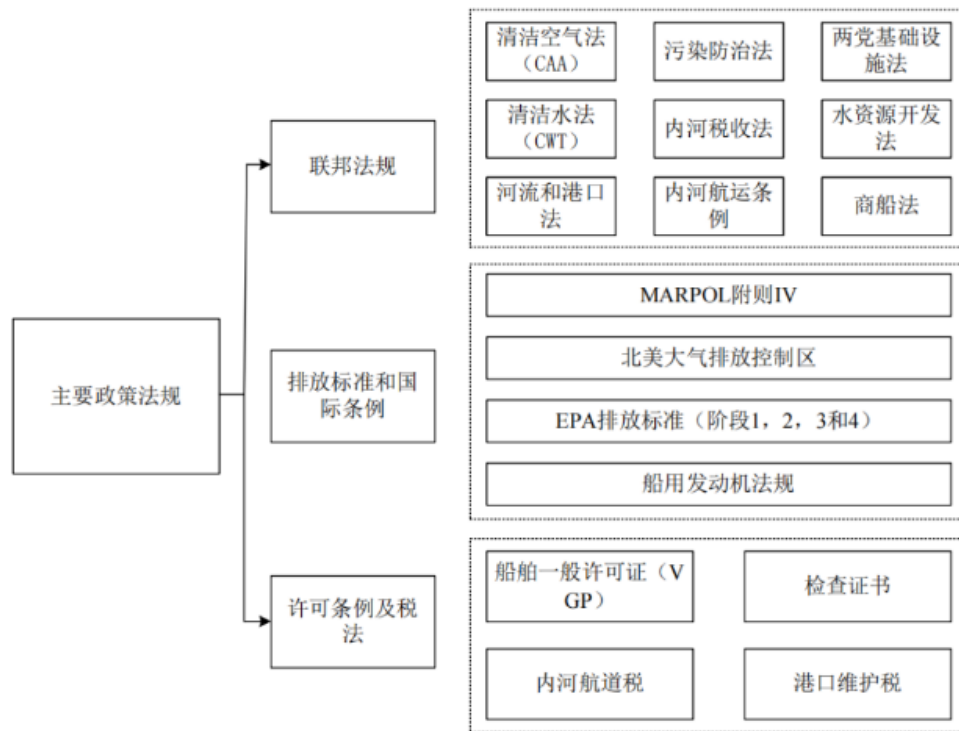 主要政策法规
联邦法规
清洁空气法
（CAA）
污染防治法
两党基础设
施法
清洁水法
（CWT）
内河税收法
水资源开发
法
河流和港口
法
内河航运条
例
商船法
排放标准和国
际条例
MARPOL附则IV
北美大气排放控制区
EPA排放标准（阶段1，2，3和4）
船用发动机法规
许可条例及税
法
船舶一般许可证（V
GP）
检查证书
内河航道税
港口维护税